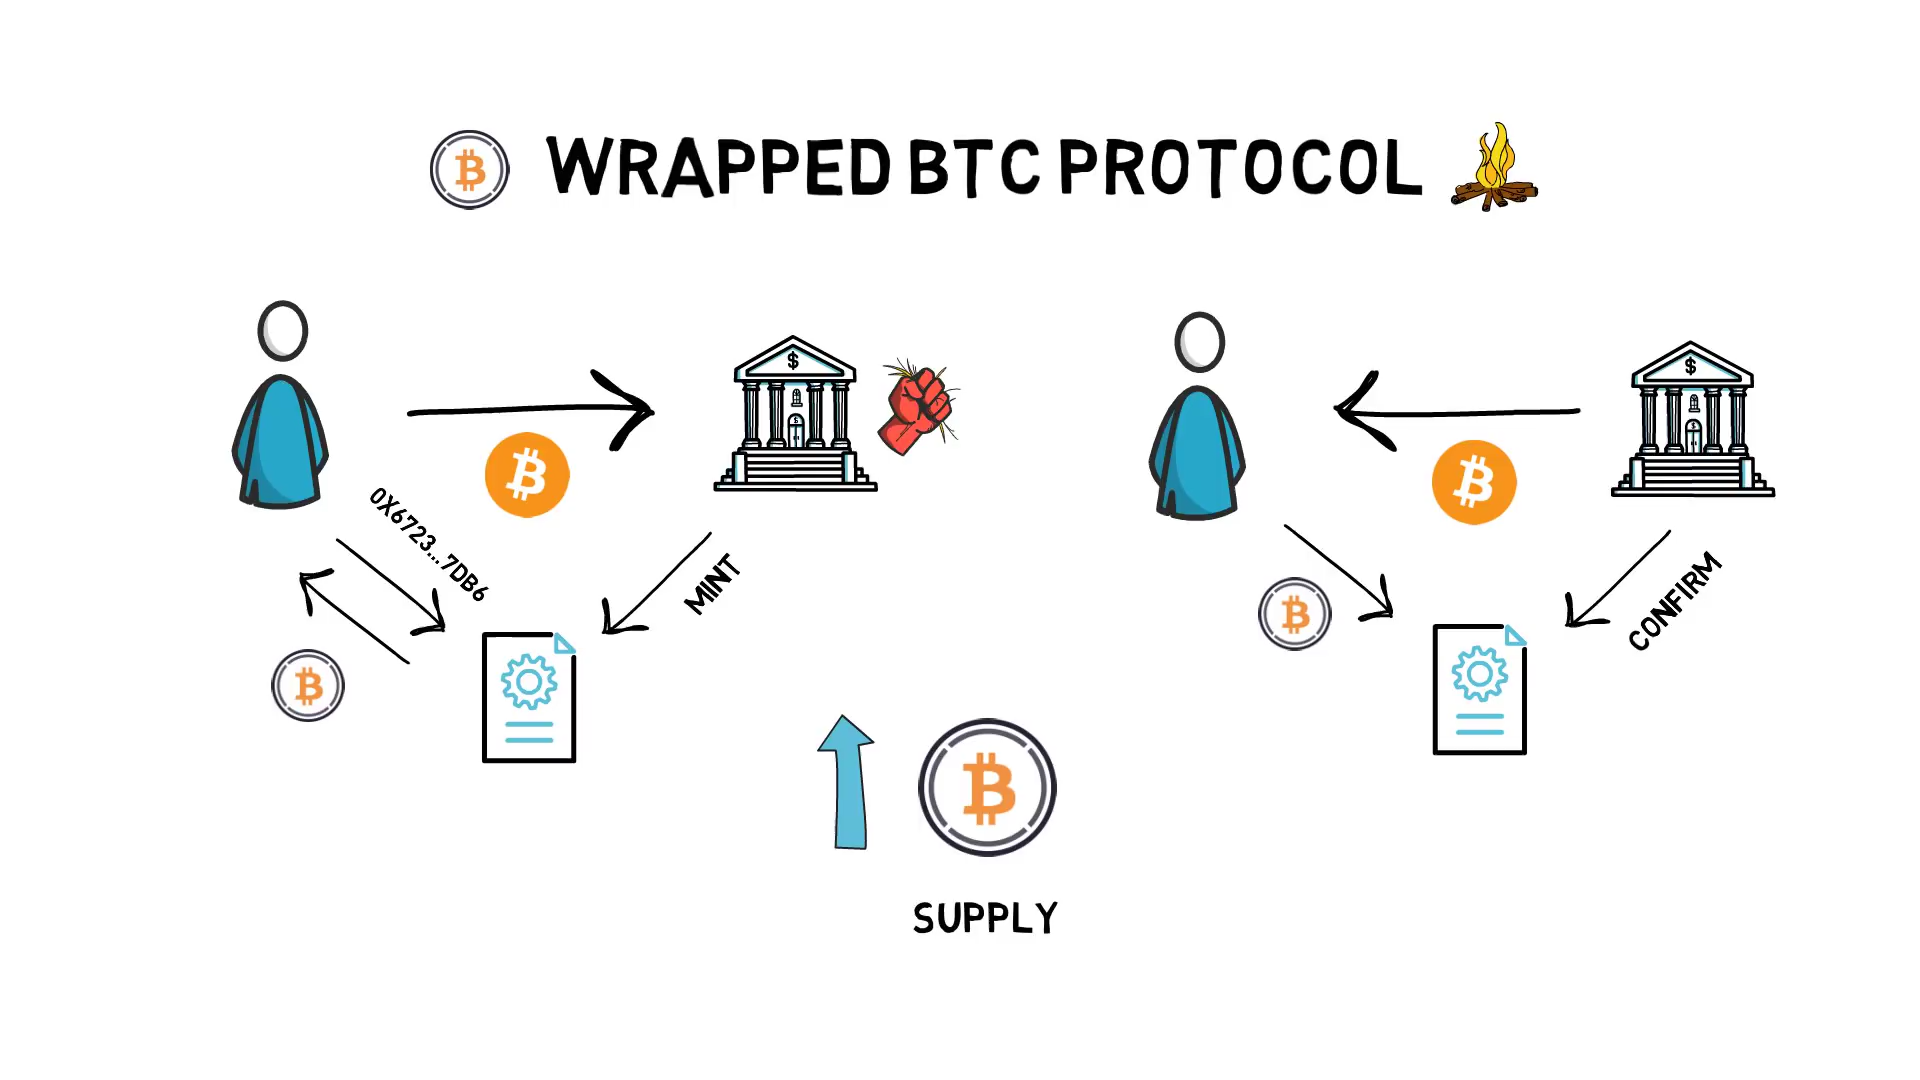 WRAPPED BTC PROTOCOL
0X6723...7DB6
MINT
CONFIRM
SUPPLY